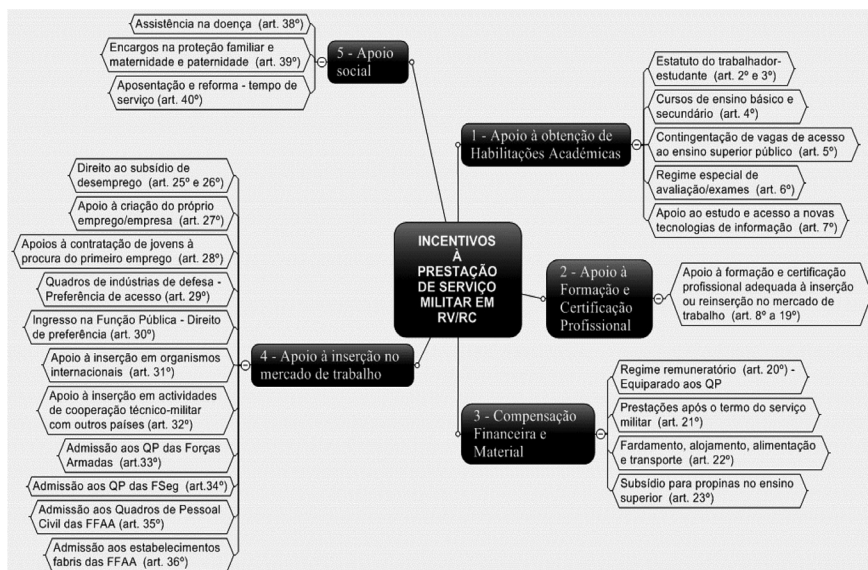 INCENTIVOS
À
PRESTAÇÃO
DE SERVIÇO
MILITAR EM
RV/RC
1 - Apoio à obtenção de
Habilitações Académicas
Estatuto do trabalhador-
estudante (art. 2º e 3º)
Cursos de ensino básico e
secundário (art. 4º)
Contingentação de vagas de acesso
ao ensino superior público (art. 5º)
Regime especial de
avaliação/exames (art. 6º)
Apoio ao estudo e acesso a novas
tecnologias de informação (art. 7º)
2 - Apoio à
Formação e
Certificação
Profissional
Apoio à formação e certificação
profissional adequada à inserção
ou reinserção no mercado de
trabalho (art. 8º a 19º)
3 - Compensação
Financeira e
Material
Regime remuneratório (art. 20º) -
Equiparado aos QP
Prestações após o termo do serviço
militar (art. 21º)
Fardamento, alojamento, alimentação
e transporte (art. 22º)
Subsídio para propinas no ensino
superior (art. 23º)
4 - Apoio à inserção no
mercado de trabalho
Direito ao subsídio de
desemprego (art. 25º e 26º)
Apoio à criação do próprio
emprego/empresa (art. 27º)
Apoios à contratação de jovens à
procura do primeiro emprego (art. 28º)
Quadros de indústrias de defesa -
Preferência de acesso (art. 29º)
Ingresso na Função Pública - Direito
de preferência (art. 30º)
Apoio à inserção em organismos
internacionais (art. 31º)
Apoio à inserção em actividades
de cooperação técnico-militar
com outros países (art. 32º)
Admissão aos QP das Forças
Armadas (art.33º)
Admissão aos QP das FSeg (art.34º)
Admissão aos Quadros de Pessoal
Civil das FFAA (art. 35º)
Admissão aos estabelecimentos
fabris das FFAA (art. 36º)
5 - Apoio
social
Assistência na doença (art. 38º)
Encargos na proteção familiar e
maternidade e paternidade (art. 39º)
Aposentação e reforma - tempo de
serviço (art. 40º)